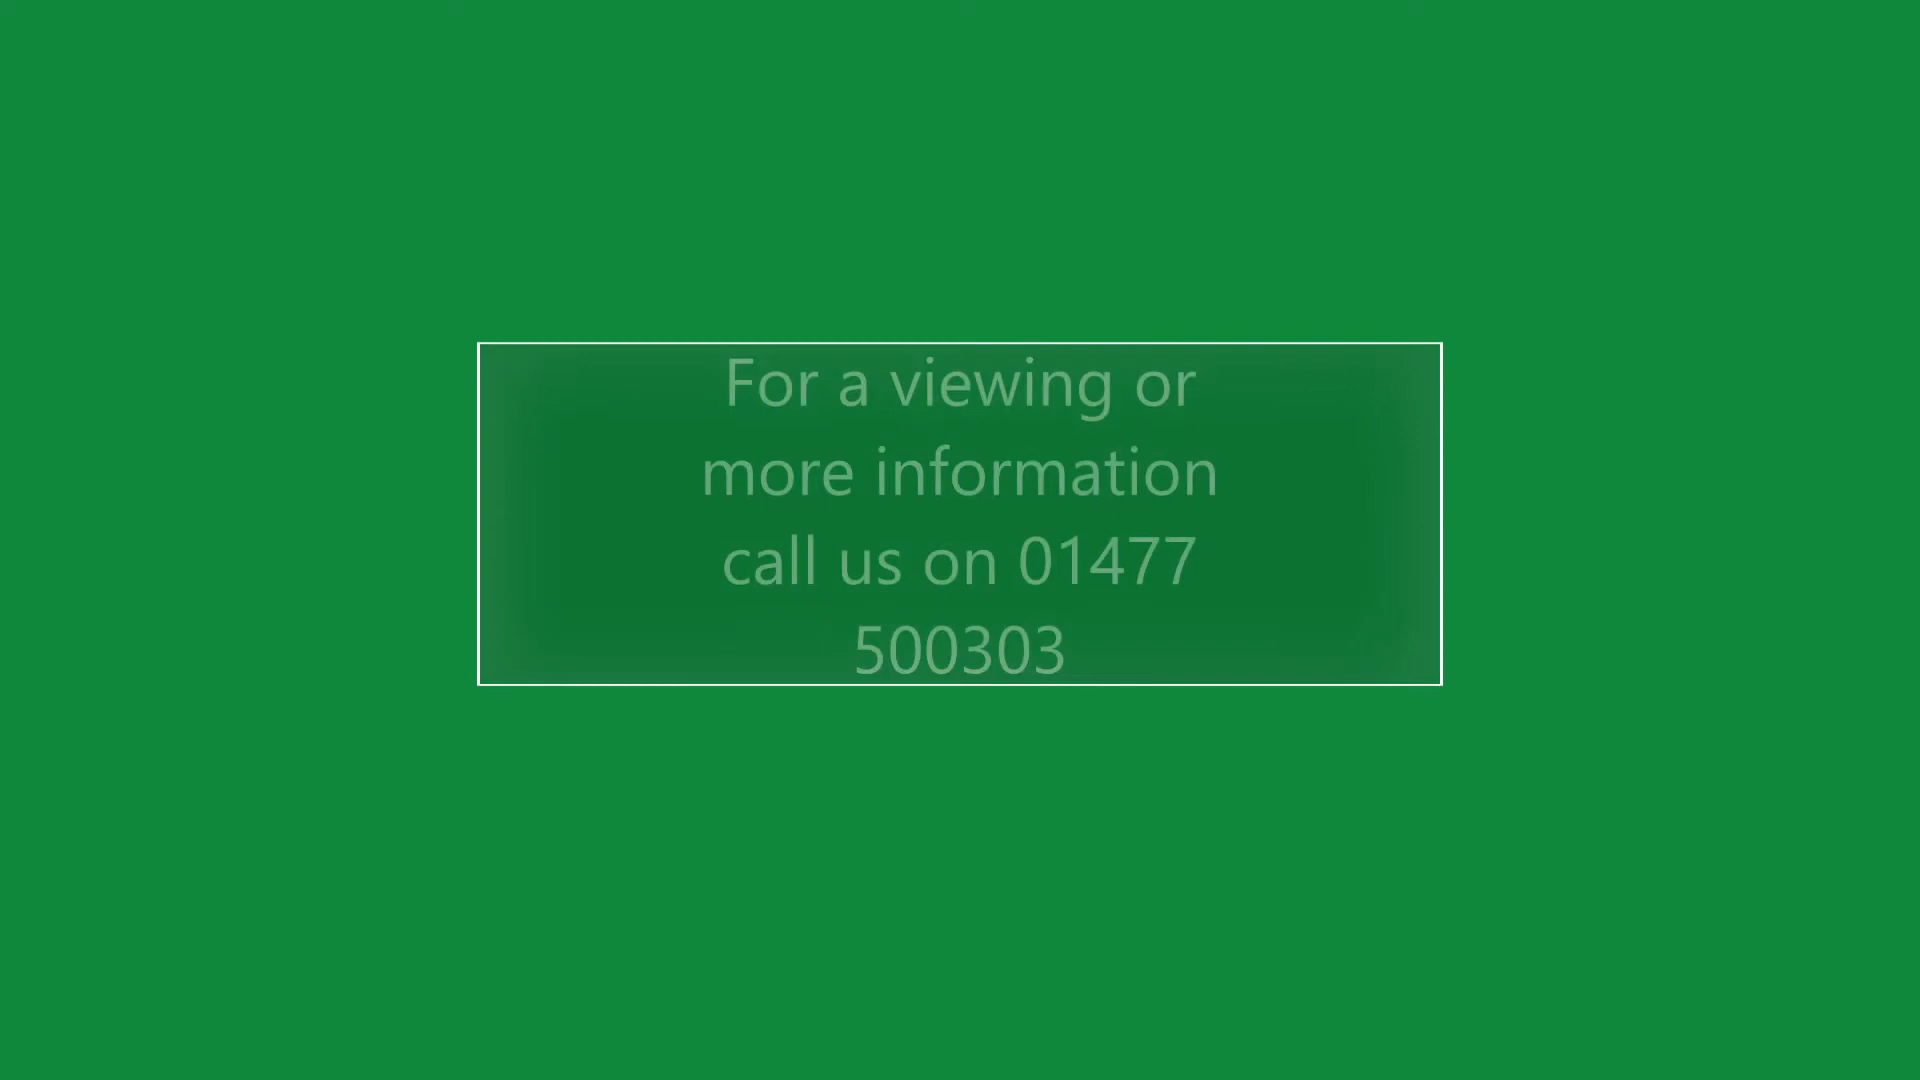 For a viewing or
more information
call us on 01477
500303